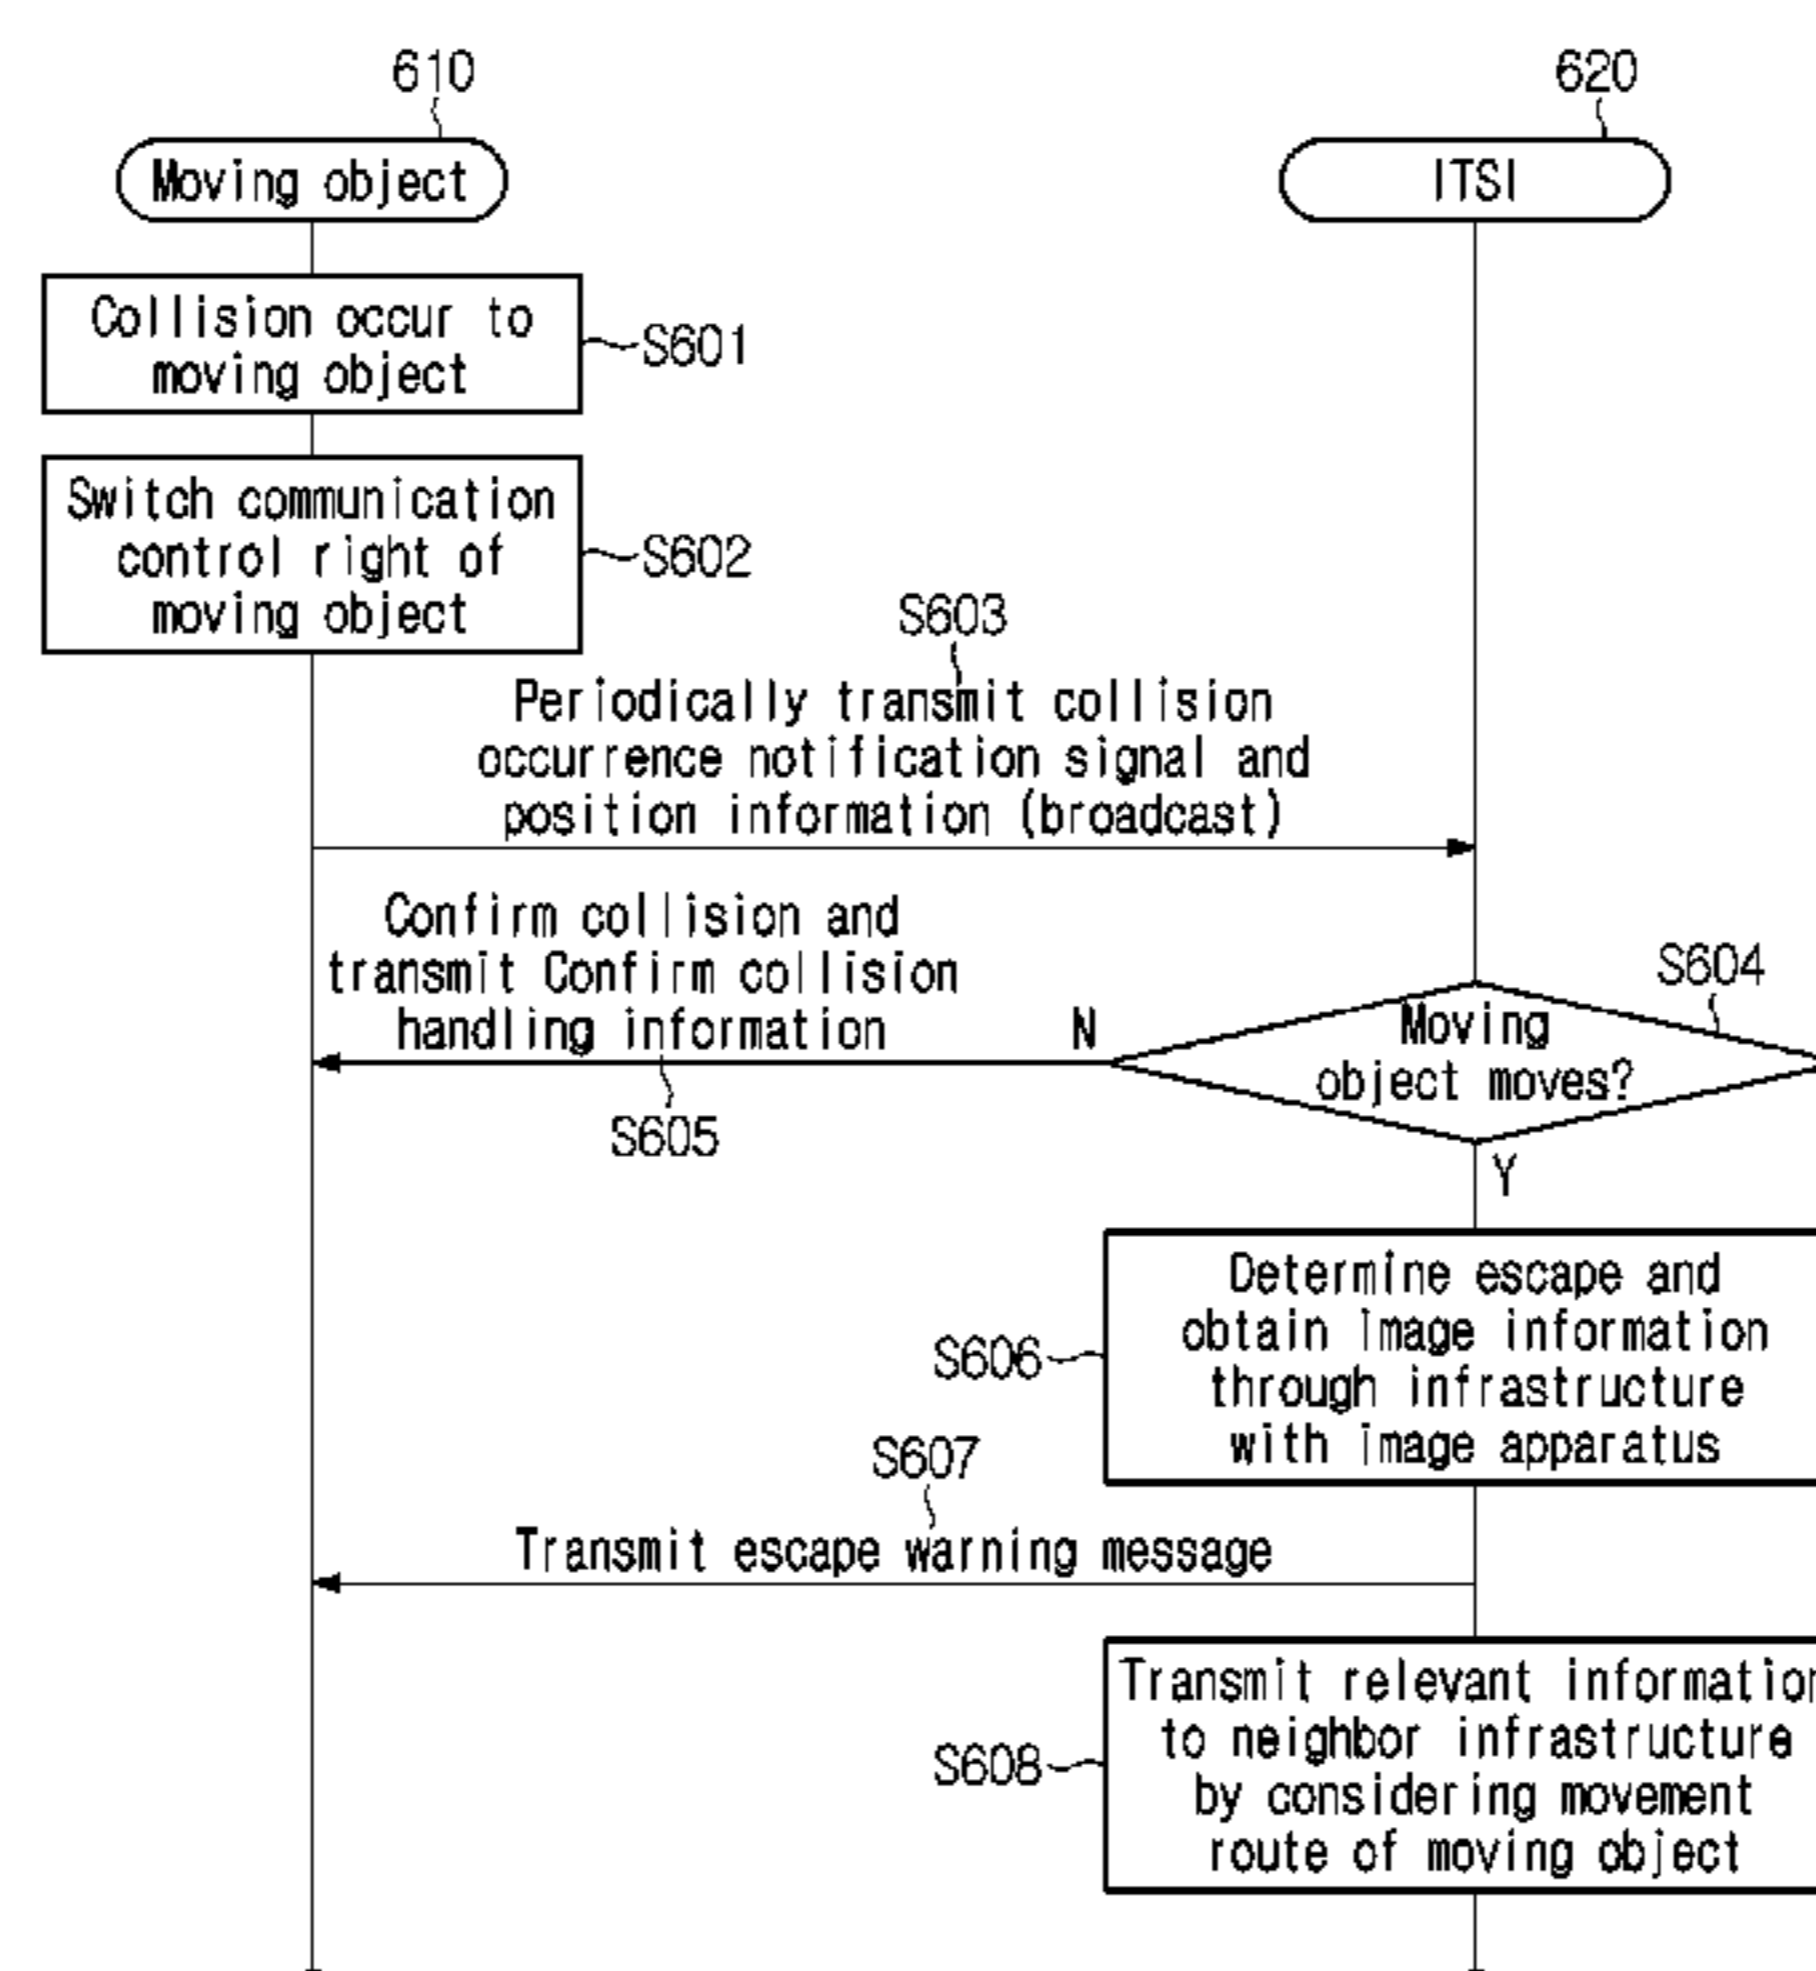 610
620
Moving object
ITSI
Collision occur to
moving object
S601
Switch communication
control right of
moving object
S602
S603
Periodically transmit collision
occurrence notification signal and
position information (broadcast)
Confirm collision and
transmit Confirm collision
handling information
N
S605
S604
Moving
object moves?
Y
Determine escape and
obtain image information
through infrastructure
with image apparatus
S606
S607
Transmit escape warning message
Transmit relevant information
to neighbor infrastructure
by considering movement
route of moving object
S608